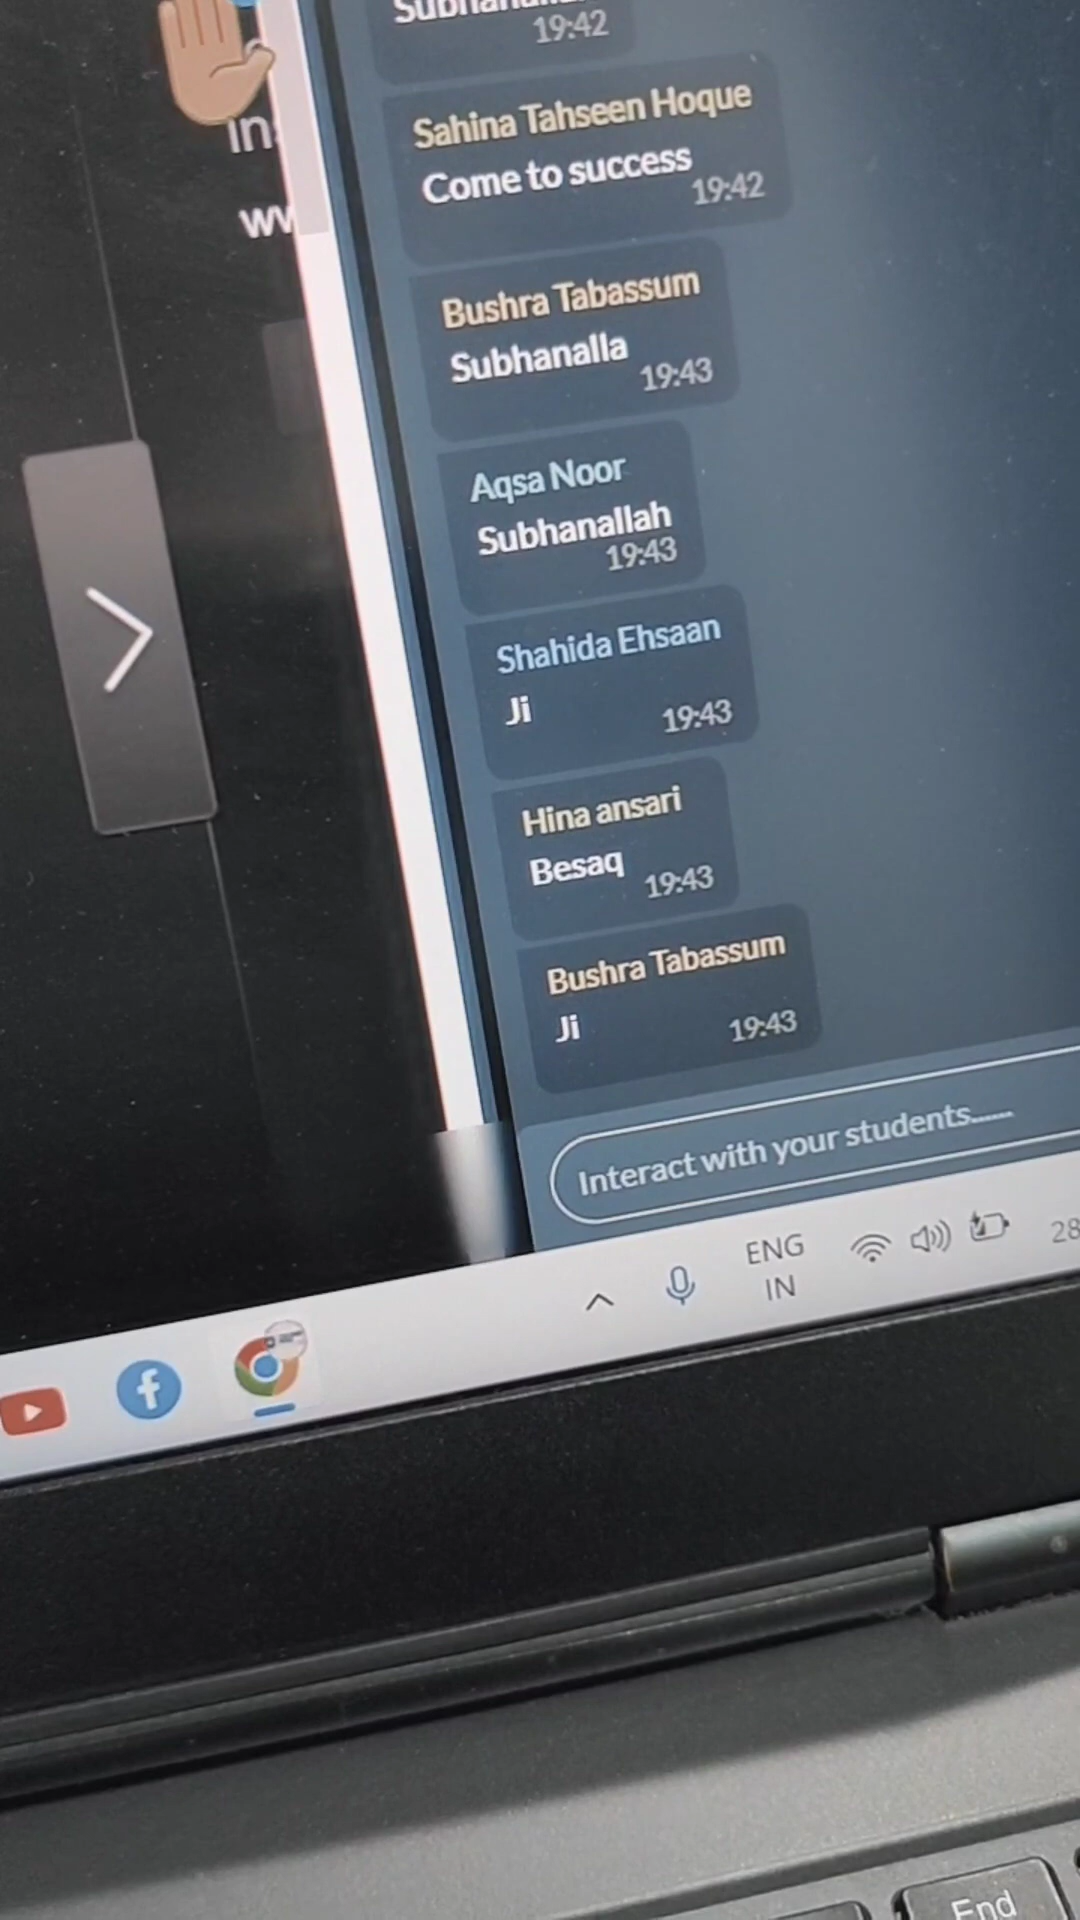 19:42
Sahina Tahseen Hoque
Come to success
19:42
Bushra Tabassum
Subhanalla
19:43
Aqsa Noor
Subhanallah
19:43
Shahida Ehsaan
Ji
19:43
Hina ansari
Besaq
19:43
Bushra Tabassum
Ji
19:43
Interact with your students......
ENG
IN
28
End